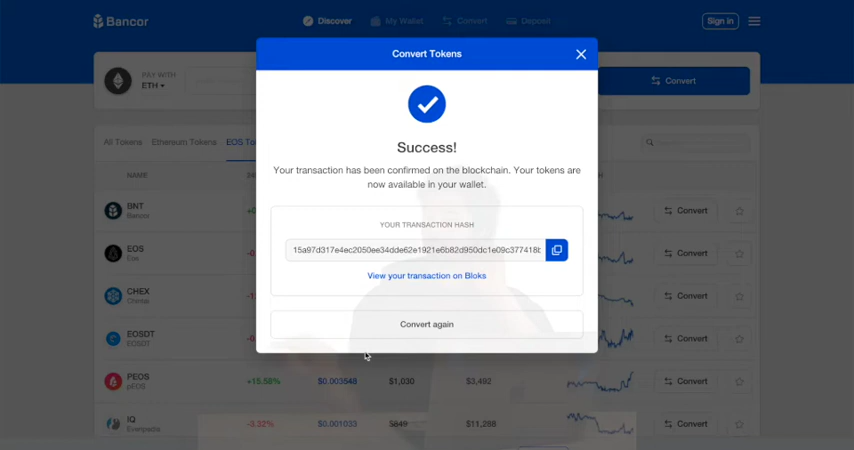 Bancor
Discover
My Wallet
Convert
Deposit
Sign in
Convert Tokens
PAY WITH
ETH
Convert
Success!
Your transaction has been confirmed on the blockchain. Your tokens are
now available in your wallet.
All Tokens
Ethereum Tokens
EOS To
NAME
YOUR TRANSACTION HASH
15a97d317e4ec2050ee34dde62e1921e6b82d950dc1e09c377418b
View your transaction on Bloks
Convert again
BNT
Bancor
Convert
EOS
Eos
Convert
CHEX
Chintai
Convert
EOSDT
EOSDT
Convert
PEOS
pEOS
+15.58%
$0.003548
$1,030
$3,492
Convert
IQ
Everipedia
-3.32%
$0.001033
$849
$11,288
Convert